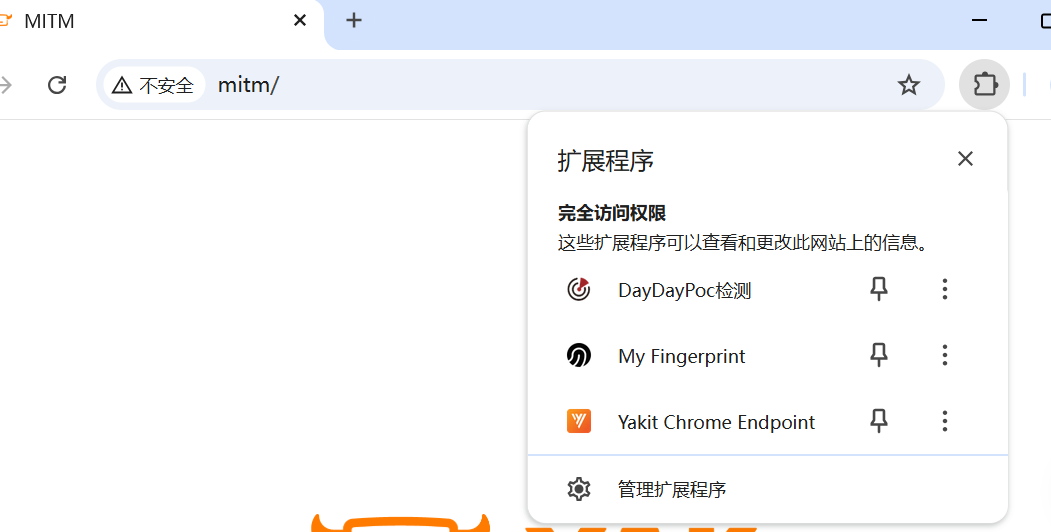 MITM
不安全
mitm/
扩展程序
完全访问权限
这些扩展程序可以查看和更改此网站上的信息。
DayDayPoc检测
My Fingerprint
Yakit Chrome Endpoint
管理扩展程序